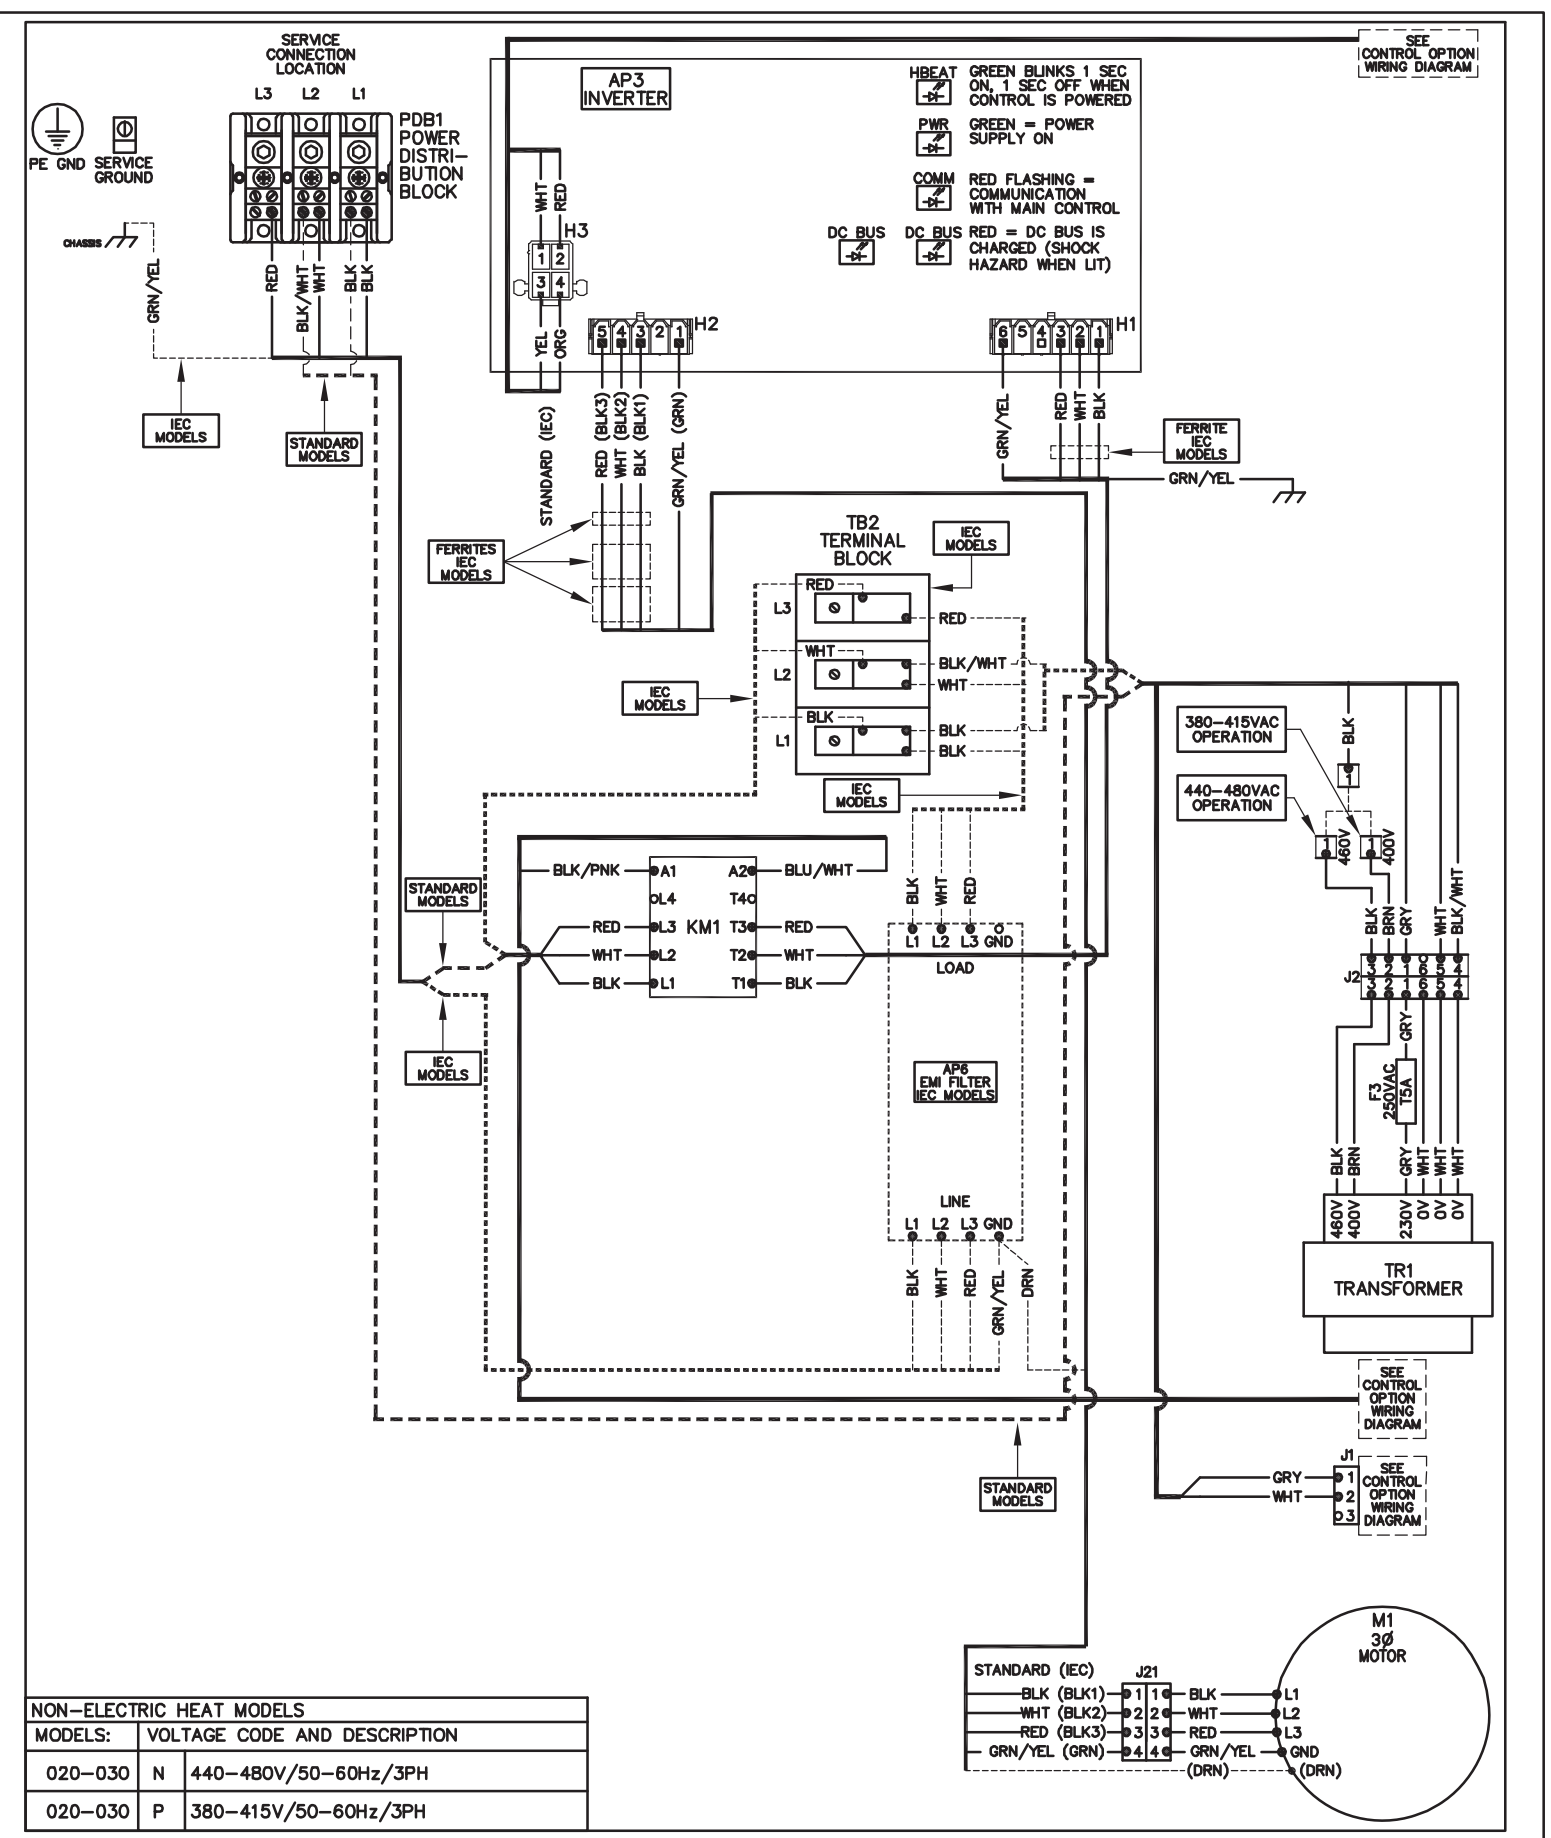 SERVICE
CONNECTION
LOCATION
L3 L2 L1
PE GND
SERVICE
GROUND
PDB1
POWER
DISTRI-
BUTION
BLOCK
CHASSIS
GRN/YEL
RED
BLK/WHT
WHT
BLK
BLK
IEC
MODELS
STANDARD
MODELS
AP3
INVERTER
HBEAT
GREEN BLINKS 1 SEC
ON, 1 SEC OFF WHEN
CONTROL IS POWERED
PWR
GREEN = POWER
SUPPLY ON
COMM
RED FLASHING =
COMMUNICATION
WITH MAIN CONTROL
DC BUS
DC BUS
RED = DC BUS IS
CHARGED (SHOCK
HAZARD WHEN LIT)
SEE
CONTROL OPTION
WIRING DIAGRAM
WHT
RED
H3
1 2
3 4
YEL
ORG
H2
5 4 3 2 1
H1
6 5 4 3 2 1
STANDARD (IEC)
RED (BLK3)
WHT (BLK2)
BLK (BLK1)
GRN/YEL (GRN)
GRN/YEL
RED
WHT
BLK
FERRITE
IEC
MODELS
GRN/YEL
FERRITES
IEC
MODELS
TB2
TERMINAL
BLOCK
IEC
MODELS
RED
L3
RED
WHT
L2
BLK/WHT
WHT
BLK
L1
BLK
BLK
IEC
MODELS
IEC
MODELS
380-415VAC
OPERATION
440-480VAC
OPERATION
BLK
1
1
460V
1
400V
BLK
BRN
GRY
WHT
BLK/WHT
J2
3 2 1 6 5 4
3 2 1 6 5 4
GRY
F3
250VAC
T5A
BLK
BRN
GRY
WHT
WHT
WHT
460V
400V
230V
0V
0V
0V
TR1
TRANSFORMER
STANDARD
MODELS
IEC
MODELS
BLK/PNK
A1
A2
BLU/WHT
L4
T4
RED
L3
KM1
T3
RED
WHT
L2
T2
WHT
BLK
L1
T1
BLK
BLK
WHT
RED
L1 L2 L3 GND
LOAD
AP6
EMI FILTER
IEC MODELS
LINE
L1 L2 L3 GND
BLK
WHT
RED
GRN/YEL
DRN
SEE
CONTROL
OPTION
WIRING
DIAGRAM
STANDARD
MODELS
J1
GRY
1
WHT
2
3
SEE
CONTROL
OPTION
WIRING
DIAGRAM
M1
3Ø
MOTOR
STANDARD (IEC)
J21
BLK (BLK1) 1 1 BLK L1
WHT (BLK2) 2 2 WHT L2
RED (BLK3) 3 3 RED L3
GRN/YEL (GRN) 4 4 GRN/YEL GND
(DRN) (DRN)
NON-ELECTRIC HEAT MODELS
MODELS: VOLTAGE CODE AND DESCRIPTION
020-030 N 440-480V/50-60Hz/3PH
020-030 P 380-415V/50-60Hz/3PH